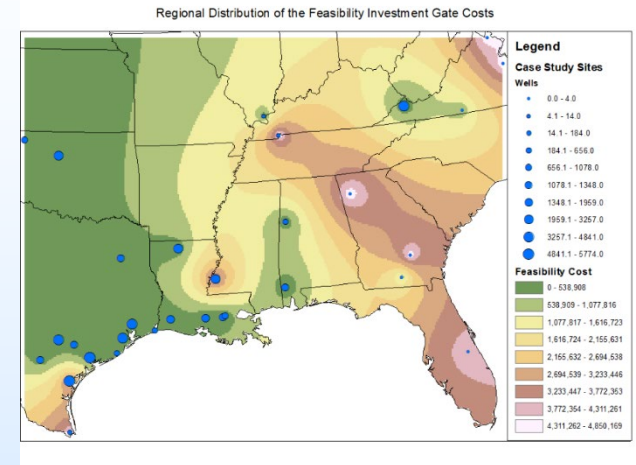 Regional Distribution of the Feasibility Investment Gate Costs
Legend
Case Study Sites
Wells
0.0 - 4.0
4.1 - 14.0
14.1 - 184.0
184.1 - 656.0
656.1 - 1078.0
1078.1 - 1348.0
1348.1 - 1959.0
1959.1 - 3257.0
3257.1 - 4841.0
4841.1 - 5774.0
Feasibility Cost
0 - 538,908
538,909 - 1,077,816
1,077,817 - 1,616,723
1,616,724 - 2,155,631
2,155,632 - 2,694,538
2,694,539 - 3,233,446
3,233,447 - 3,772,353
3,772,354 - 4,311,261
4,311,262 - 4,850,169